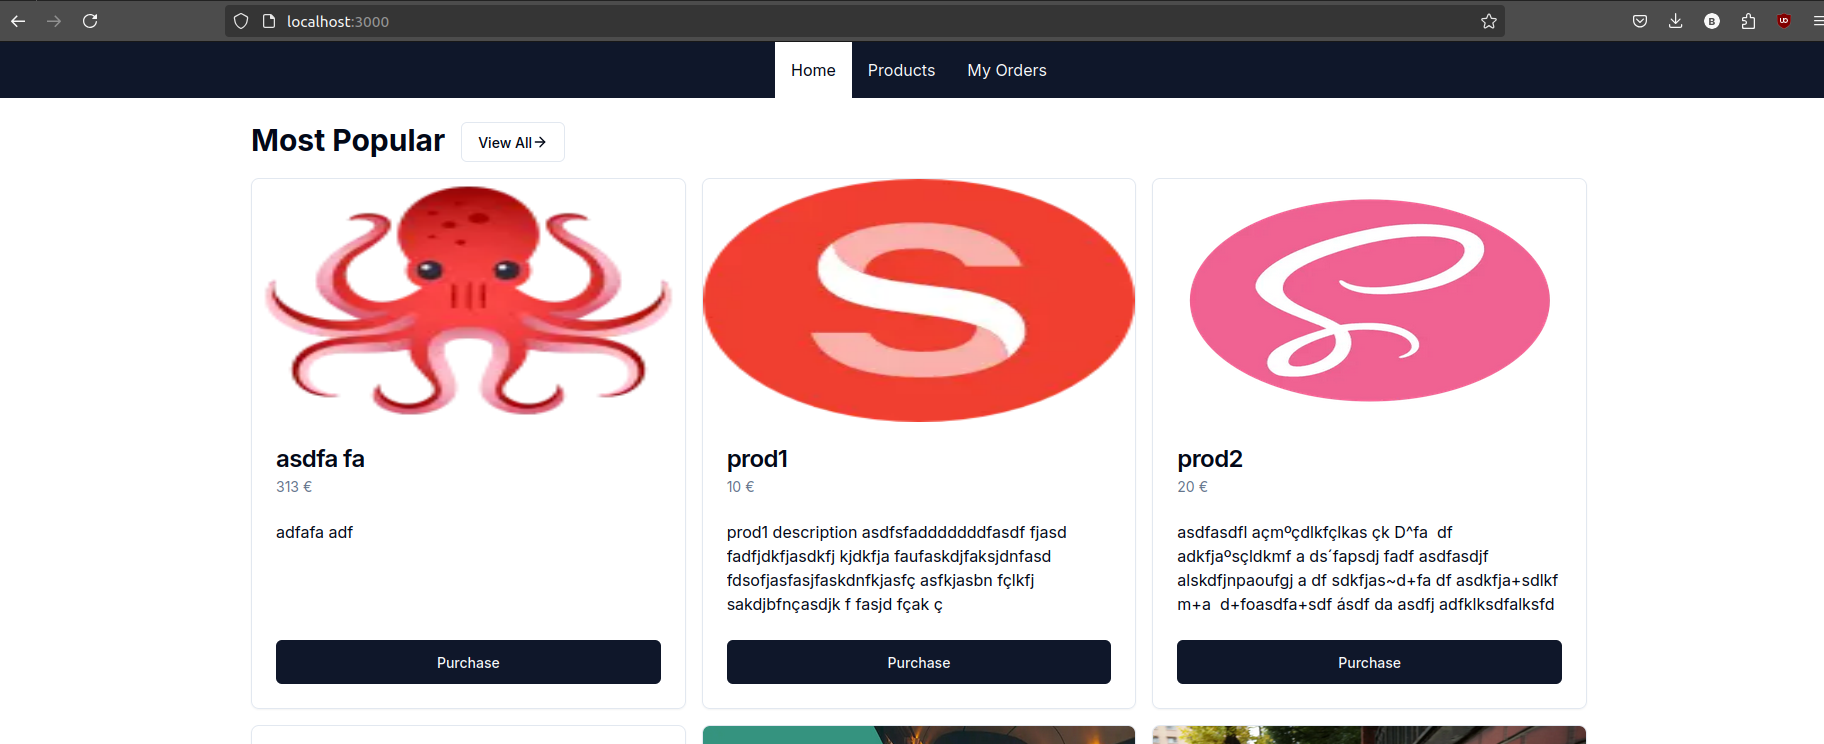 localhost:3000
Home Products My Orders
Most Popular View All→
asdfa fa
313 €
adfafa adf
Purchase
prod1
10 €
prod1 description asdfsfadddddddfasdf fjasd
fadfjdkfjasdkfj kjdkfja faufaskdjfaksjdnfasd
fdsofjasfasjfaskdnfkjasfç asfkjasbn fçlkfj
sakdjbfnçasdjk f fasjd fçak ç
Purchase
prod2
20 €
asdfasdfl açmºçdlkfçlkas çk D^fa  df
adkfjaºsçldkmf a ds´fapsdj fadf asdfasdjf
alskdfjnpaoufgj a df sdkfjas~d+fa df asdkfja+sdlkf
m+a  d+foasdfa+sdf ásdf da asdfj adfklksdfalksfd
Purchase